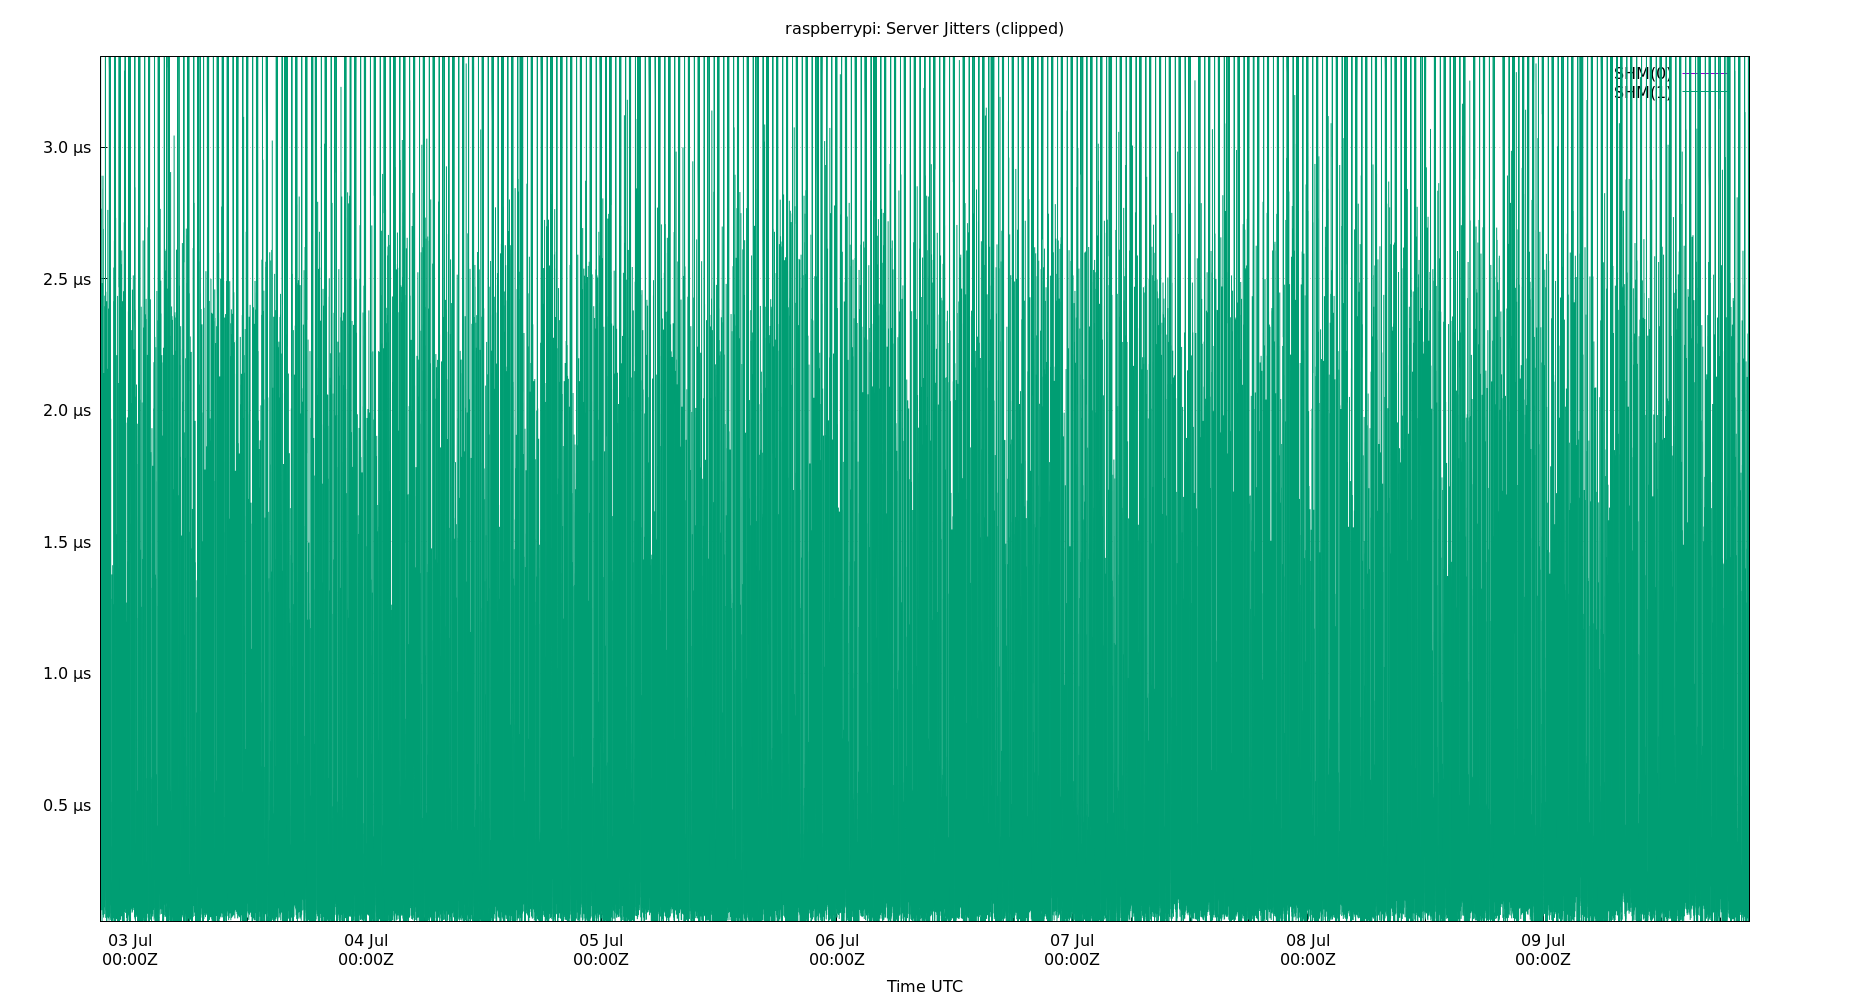 raspberrypi: Server Jitters (clipped)
SHM(0)
SHM(1)
3.0 µs
2.5 µs
2.0 µs
1.5 µs
1.0 µs
0.5 µs
03 Jul 04 Jul 05 Jul 06 Jul 07 Jul 08 Jul 09 Jul
00:00Z 00:00Z 00:00Z 00:00Z 00:00Z 00:00Z 00:00Z
Time UTC